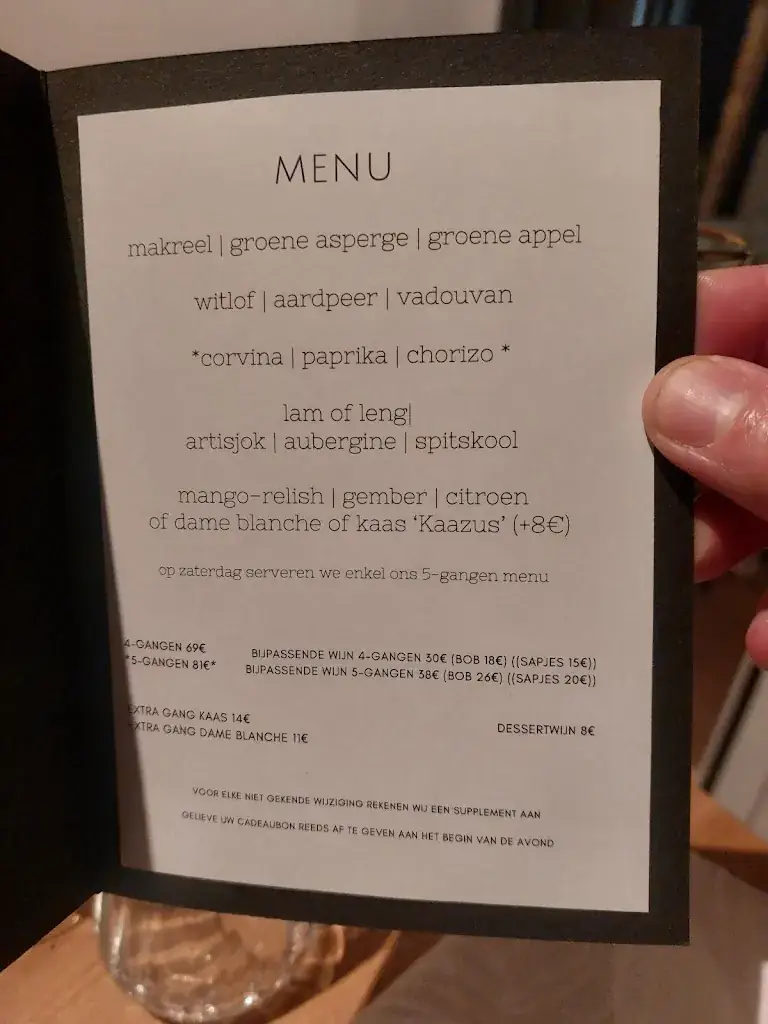 MENU
makreel | groene asperge | groene appel
witlof | aardpeer | vadouvan
*corvina | paprika | chorizo *
lam of leng|
artisjok | aubergine | spitskool
mango-relish | gember | citroen
of dame blanche of kaas ‘Kaazus’ (+8€)
op zaterdag serveren we enkel ons 5-gangen menu
4-GANGEN 69€
*5-GANGEN 81€*
BIJPASSENDE WIJN 4-GANGEN 30€ (BOB 18€) ((SAPJES 15€))
BIJPASSENDE WIJN 5-GANGEN 38€ (BOB 26€) ((SAPJES 20€))
EXTRA GANG KAAS 14€
EXTRA GANG DAME BLANCHE 11€
DESSERTWIJN 8€
VOOR ELKE NIET GEKENDE WIJZIGING REKENEN WIJ EEN SUPPLEMENT AAN
GELIEVE UW CADEAUBON REEDS AF TE GEVEN AAN HET BEGIN VAN DE AVOND